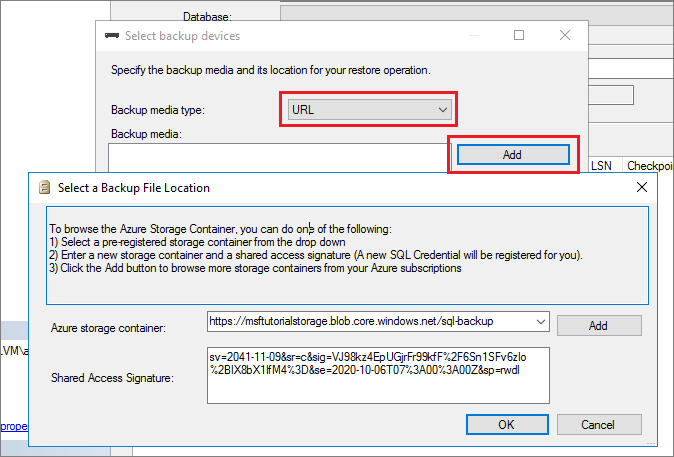 Database:
Select backup devices
Specify the backup media and its location for your restore operation.
Backup media type:
URL
Backup media:
Add
LSN
Checkpoin
Select a Backup File Location
To browse the Azure Storage Container, you can do one of the following:
1) Select a pre-registered storage container from the drop down
2) Enter a new storage container and a shared access signature (A new SQL Credential will be registered for you).
3) Click the Add button to browse more storage containers from your Azure subscriptions
Azure storage container:
https://msftutorialstorage.blob.core.windows.net/sql-backup
Add
.VM\a
Shared Access Signature:
sv=2041-11-09&sr=c&sig=VJ98kz4EpUGjrFr99kfF%2F6Sn1SFv6zIo
%2BIX8bX1IfM4%3D&se=2020-10-06T07%3A00%3A00Z&sp=rwdl
prope
OK
Cancel